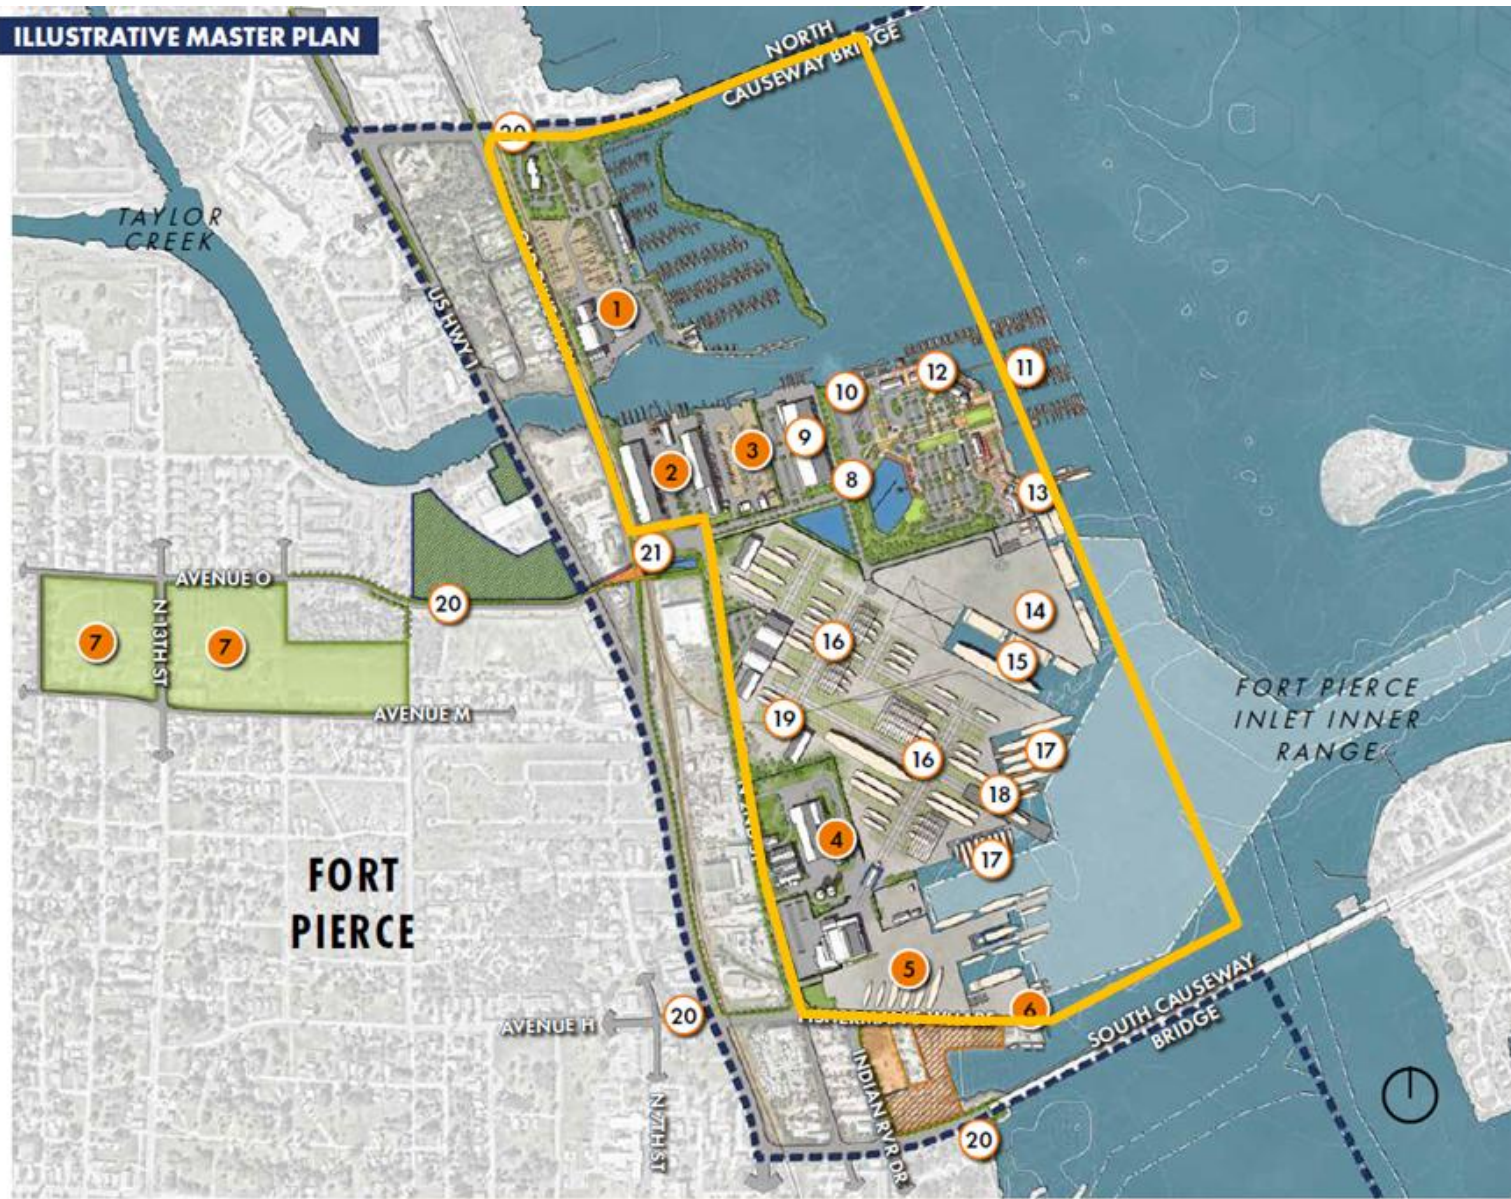 ILLUSTRATIVE MASTER PLAN
NORTH
CAUSEWAY BRIDGE
20
TAYLOR
CREEK
US HWY 1
1
12
11
10
9
3
2
8
13
21
AVENUE O
20
14
7
7
N 13TH ST
16
15
FORT PIERCE
INLET INNER
RANGE
AVENUE M
19
17
16
18
4
17
FORT
PIERCE
5
6
SOUTH CAUSEWAY
BRIDGE
AVENUE H
20
INDIAN RVR DR
N 7TH ST
20